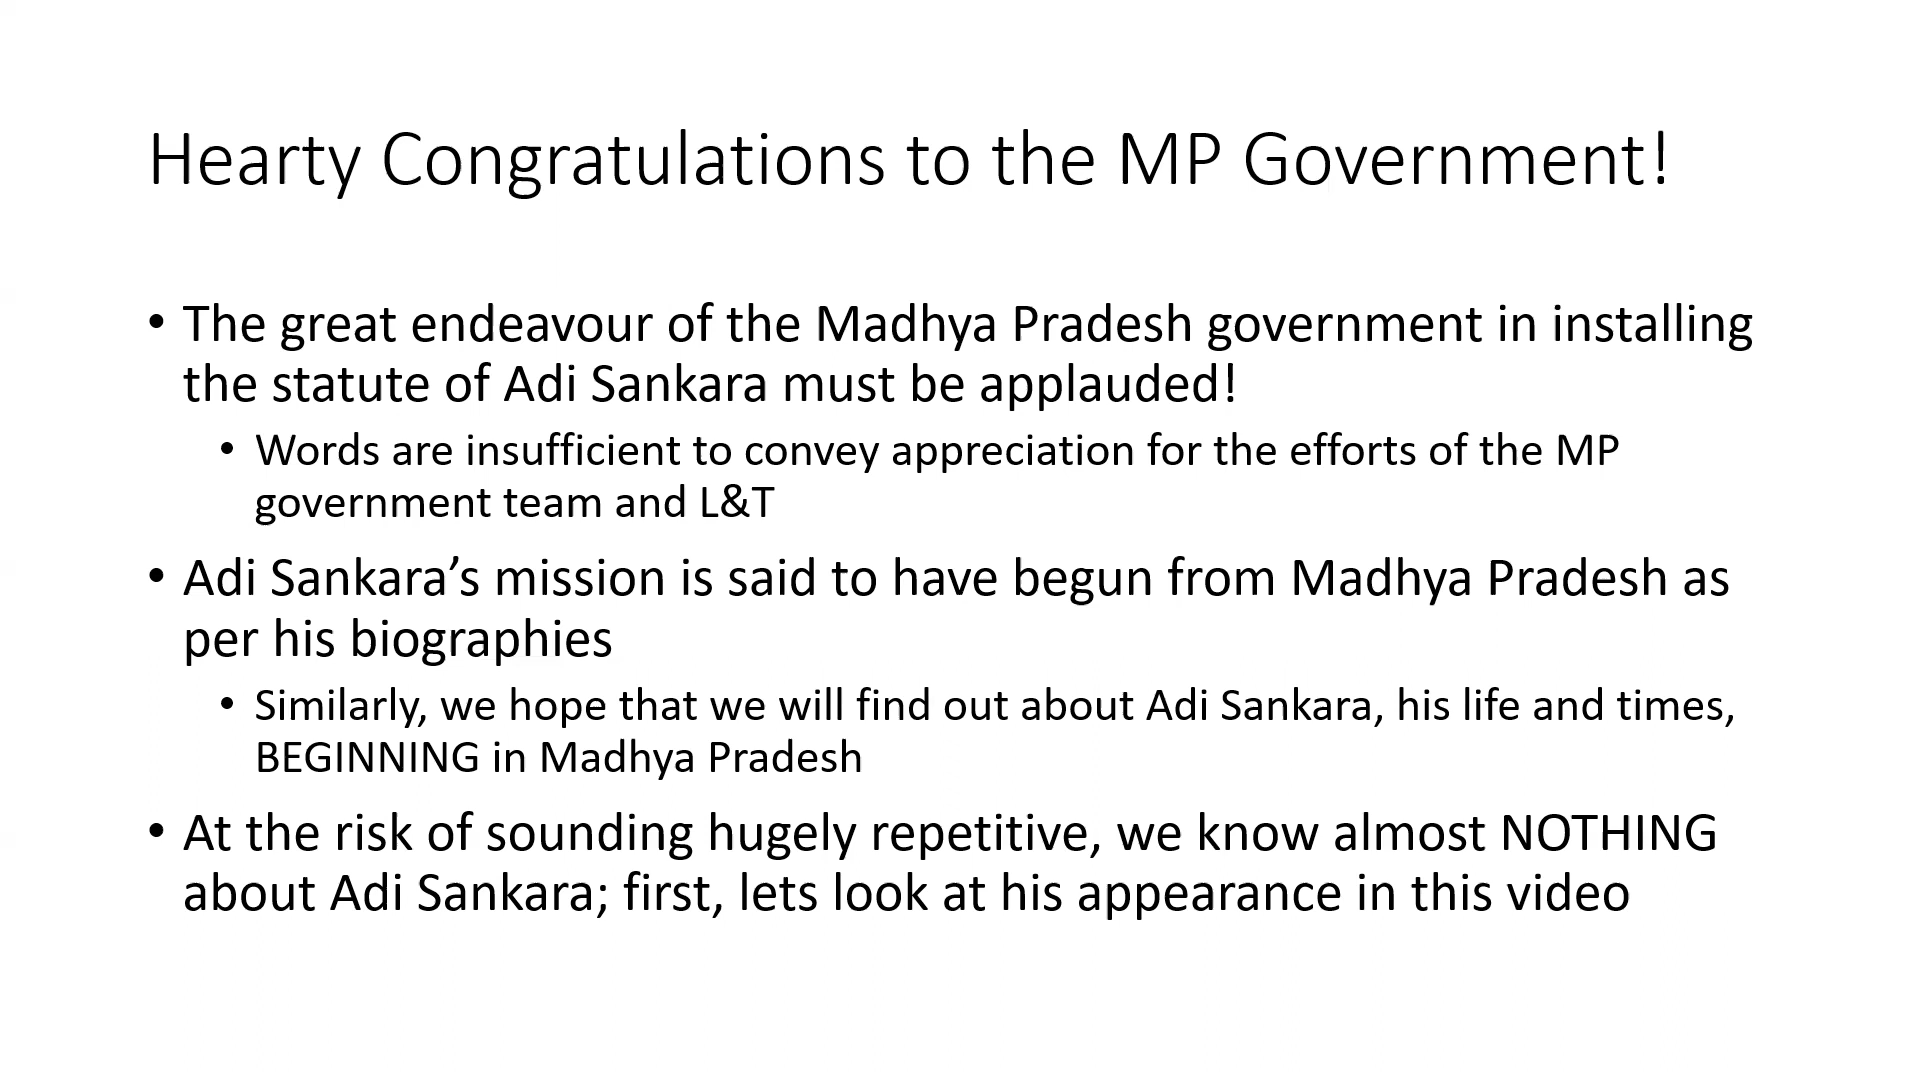 Hearty Congratulations to the MP Government!
• The great endeavour of the Madhya Pradesh government in installing
the statute of Adi Sankara must be applauded!
• Words are insufficient to convey appreciation for the efforts of the MP
government team and L&T
• Adi Sankara’s mission is said to have begun from Madhya Pradesh as
per his biographies
• Similarly, we hope that we will find out about Adi Sankara, his life and times,
BEGINNING in Madhya Pradesh
• At the risk of sounding hugely repetitive, we know almost NOTHING
about Adi Sankara; first, lets look at his appearance in this video